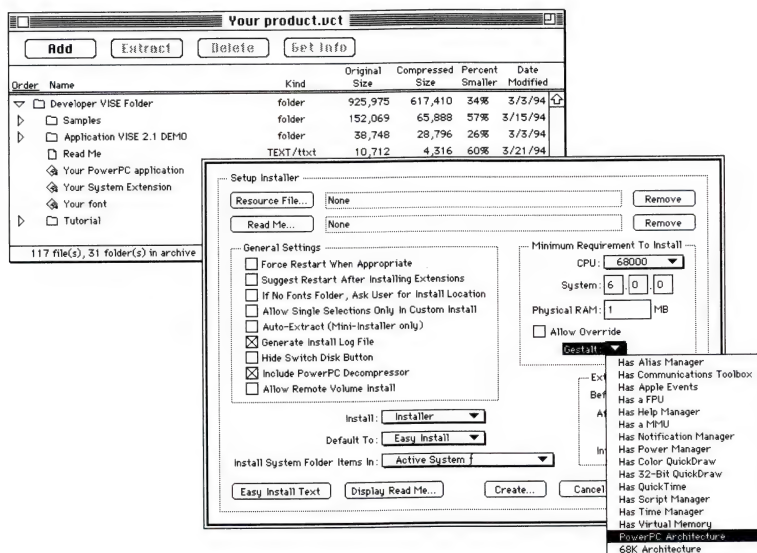 Your product.vct
Add Extract Delete Get Info
Original Compressed Percent Date
Order Name Kind Size Size Smaller Modified
Developer VISE Folder folder 925,975 617,410 34% 3/3/94
Samples folder 152,069 65,888 57% 3/15/94
Application VISE 2.1 DEMO folder 38,748 28,796 26% 3/3/94
Read Me TEXT/ttxt 10,712 4,316 60% 3/21/94
Your PowerPC application
Your System Extension
Your font
Tutorial
117 file(s), 31 folder(s) in archive
Setup Installer
Resource File... None Remove
Read Me... None Remove
General Settings
Force Restart When Appropriate
Suggest Restart After Installing Extensions
If No Fonts Folder, Ask User for Install Location
Allow Single Selections Only In Custom Install
Auto-Extract (Mini-Installer only)
Generate Install Log File
Hide Switch Disk Button
Include PowerPC Decompressor
Allow Remote Volume Install
Minimum Requirement To Install
CPU: 68000
System: 6 . 0 . 0
Physical RAM: 1 MB
Allow Override
Gestalt:
Has Alias Manager
Has Communications Toolbox
Has Apple Events
Has a FPU
Has Help Manager
Has a MMU
Has Notification Manager
Has Power Manager
Has Color QuickDraw
Has 32-Bit QuickDraw
Has QuickTime
Has Script Manager
Has Time Manager
Has Virtual Memory
PowerPC Architecture
68K Architecture
Ext
Bef
Af
In
Install: Installer
Default To: Easy Install
Install System Folder Items In: Active System ƒ
Easy Install Text Display Read Me... Create... Cancel